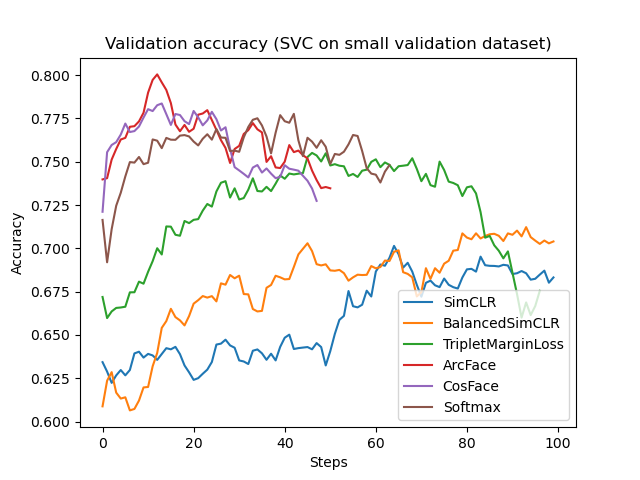 Validation accuracy (SVC on small validation dataset)
Accuracy
0.800
0.775
0.750
0.725
0.700
0.675
0.650
0.625
0.600
SimCLR
BalancedSimCLR
TripletMarginLoss
ArcFace
CosFace
Softmax
0 20 40 60 80 100
Steps